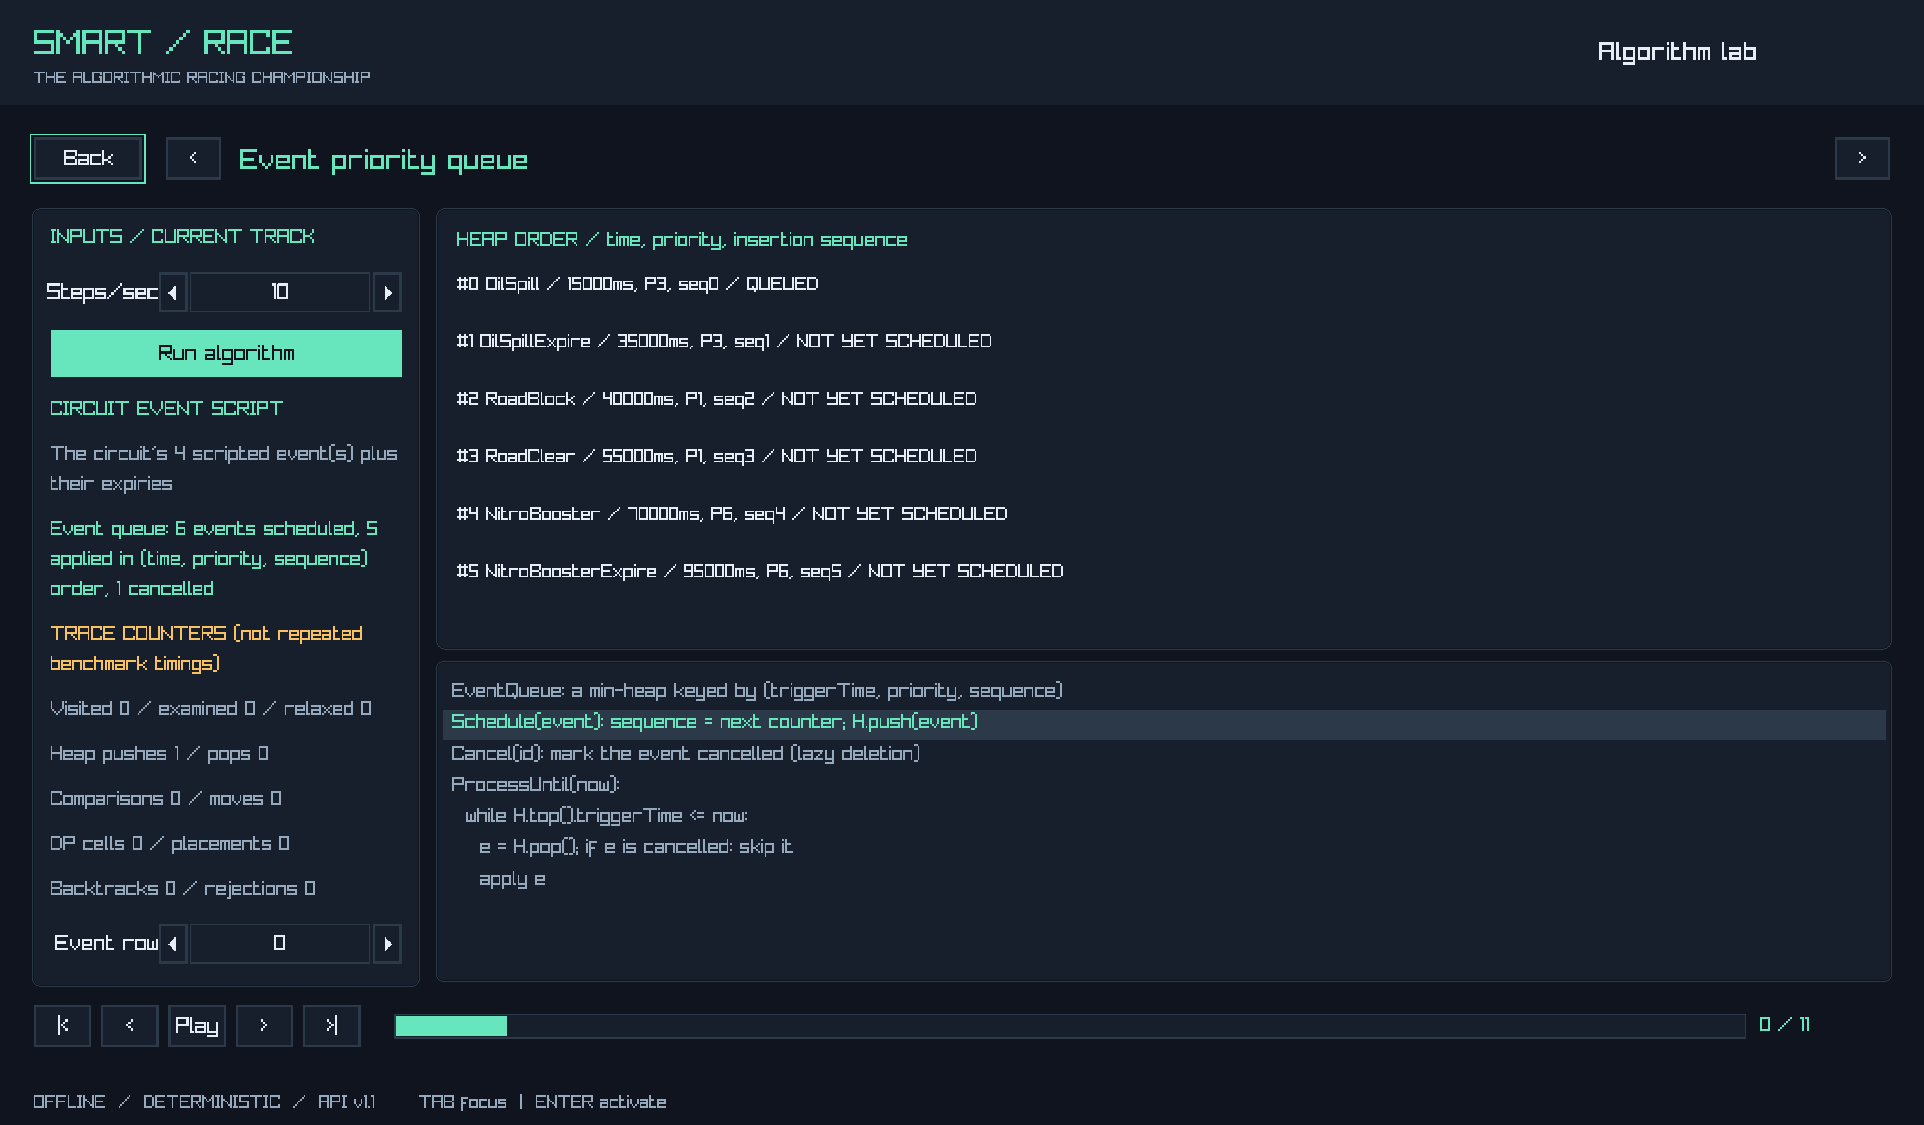 SMART / RACE
THE ALGORITHMIC RACING CHAMPIONSHIP
Algorithm lab
Back
<
Event priority queue
>
INPUTS / CURRENT TRACK
Steps/sec
10
Run algorithm
CIRCUIT EVENT SCRIPT
The circuit's 4 scripted event(s) plus
their expiries
Event queue: 6 events scheduled, 5
applied in (time, priority, sequence)
order, 1 cancelled
TRACE COUNTERS (not repeated
benchmark timings)
Visited 0 / examined 0 / relaxed 0
Heap pushes 1 / pops 0
Comparisons 0 / moves 0
DP cells 0 / placements 0
Backtracks 0 / rejections 0
Event row
0
HEAP ORDER / time, priority, insertion sequence
#0 OilSpill / 15000ms, P3, seq0 / QUEUED
#1 OilSpillExpire / 35000ms, P3, seq1 / NOT YET SCHEDULED
#2 RoadBlock / 40000ms, P1, seq2 / NOT YET SCHEDULED
#3 RoadClear / 55000ms, P1, seq3 / NOT YET SCHEDULED
#4 NitroBooster / 70000ms, P6, seq4 / NOT YET SCHEDULED
#5 NitroBoosterExpire / 95000ms, P6, seq5 / NOT YET SCHEDULED
EventQueue: a min-heap keyed by (triggerTime, priority, sequence)
Schedule(event): sequence = next counter; H.push(event)
Cancel(id): mark the event cancelled (lazy deletion)
ProcessUntil(now):
while H.top().triggerTime <= now:
e = H.pop(); if e is cancelled: skip it
apply e
|<
<
Play
>
>|
0 / 11
OFFLINE / DETERMINISTIC / API v1.1
TAB focus | ENTER activate